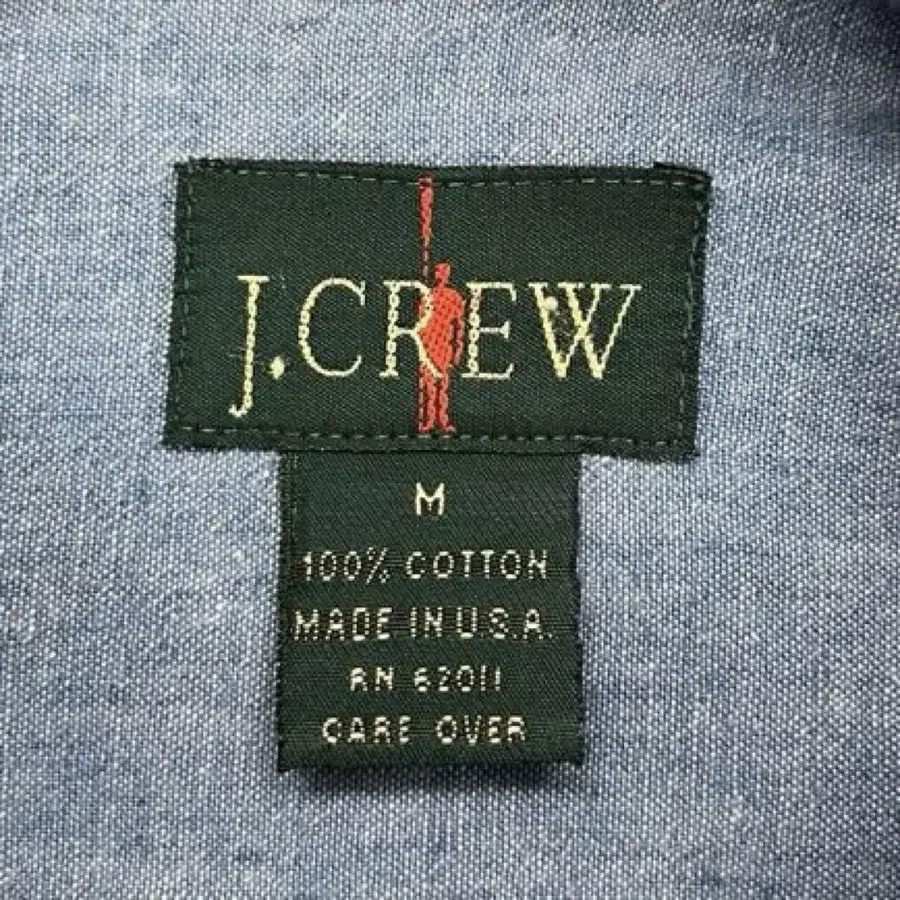 J.CREW
M
100% COTTON
MADE IN U.S.A.
RN 62011
CARE OVER